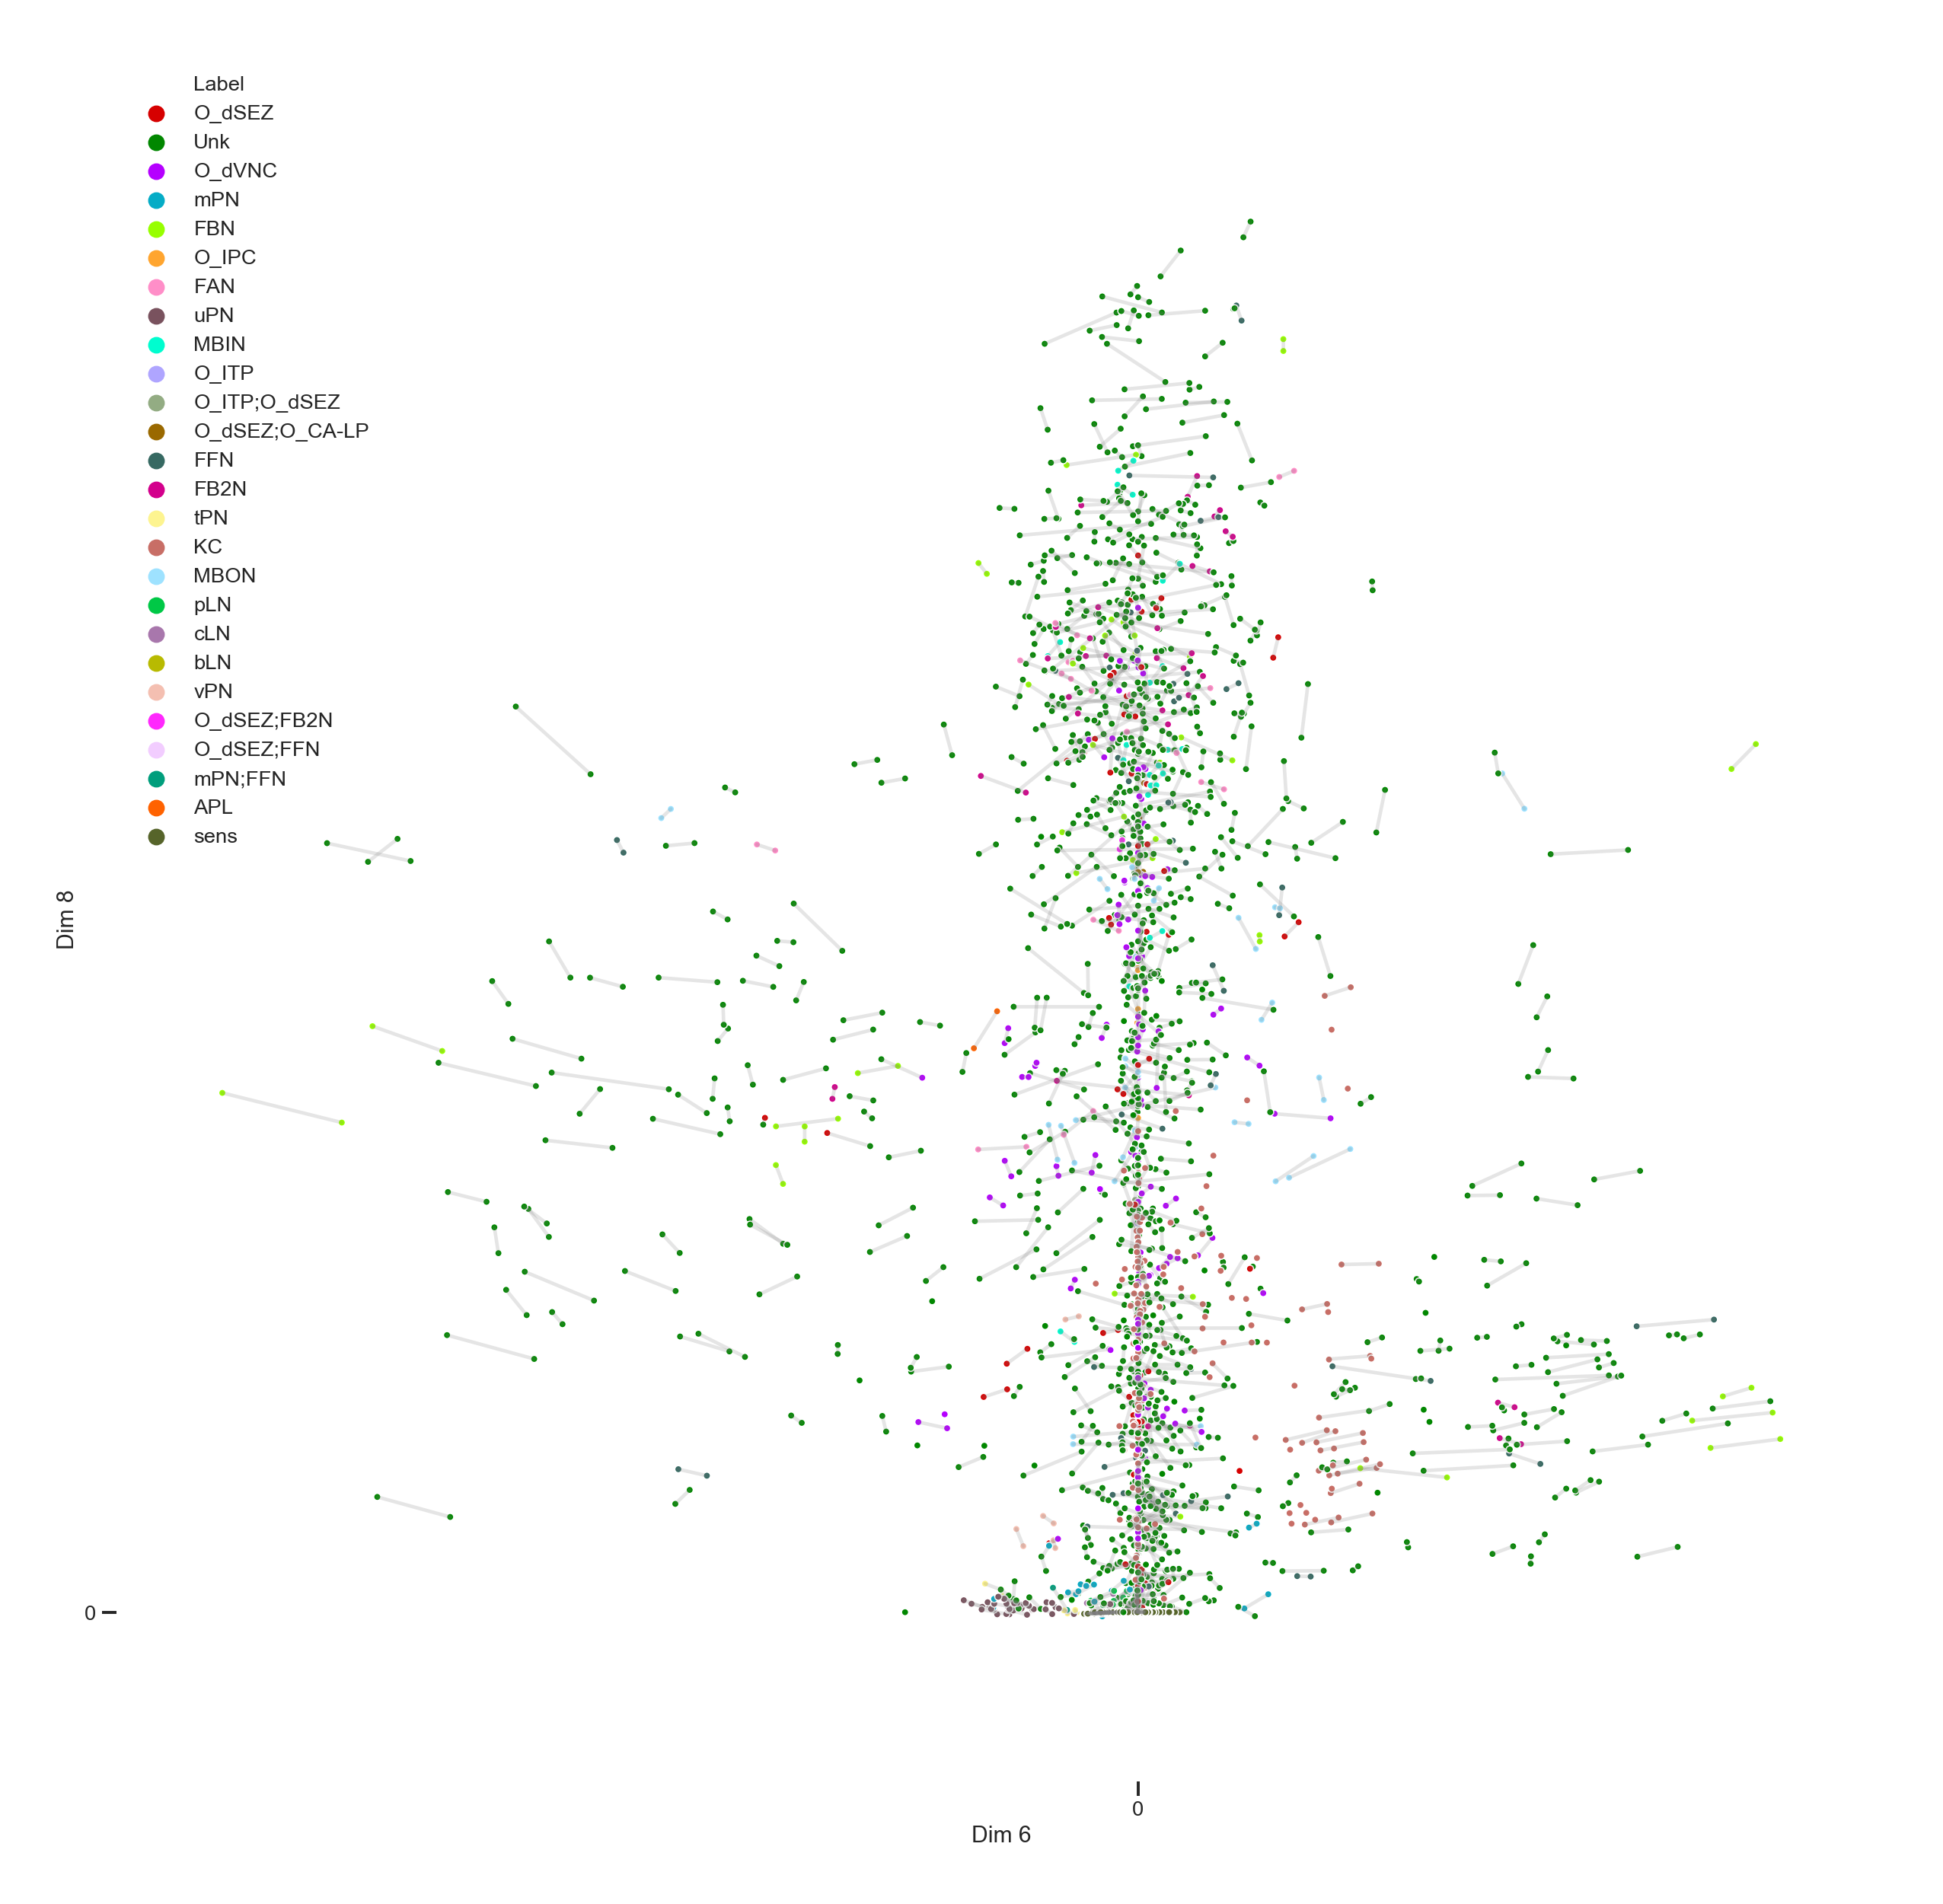 Label
O_dSEZ
Unk
O_dVNC
mPN
FBN
O_IPC
FAN
uPN
MBIN
O_ITP
O_ITP;O_dSEZ
O_dSEZ;O_CA-LP
FFN
FB2N
tPN
KC
MBON
pLN
cLN
bLN
vPN
O_dSEZ;FB2N
O_dSEZ;FFN
mPN;FFN
APL
sens
Dim 8
0
0
Dim 6